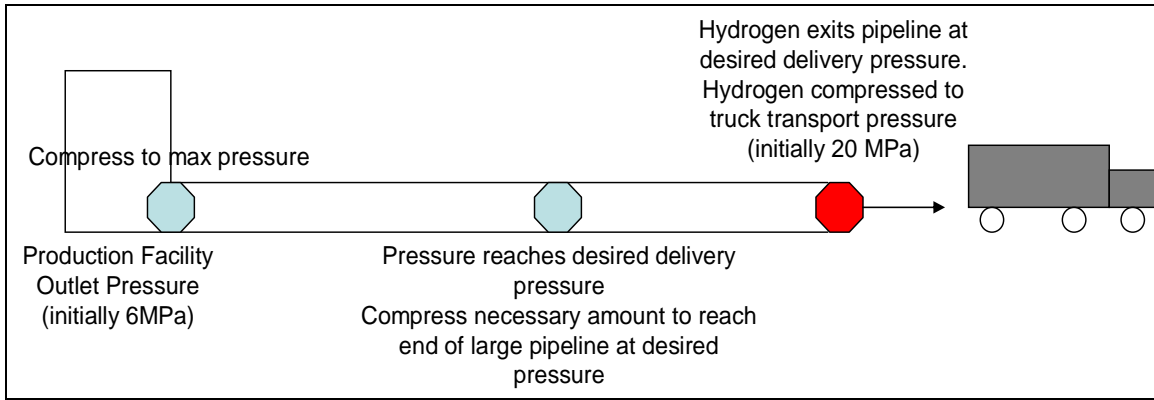 Hydrogen exits pipeline at
desired delivery pressure.
Hydrogen compressed to
truck transport pressure
(initially 20 MPa)
Compress to max pressure
Production Facility
Outlet Pressure
(initially 6MPa)
Pressure reaches desired delivery
pressure
Compress necessary amount to reach
end of large pipeline at desired
pressure